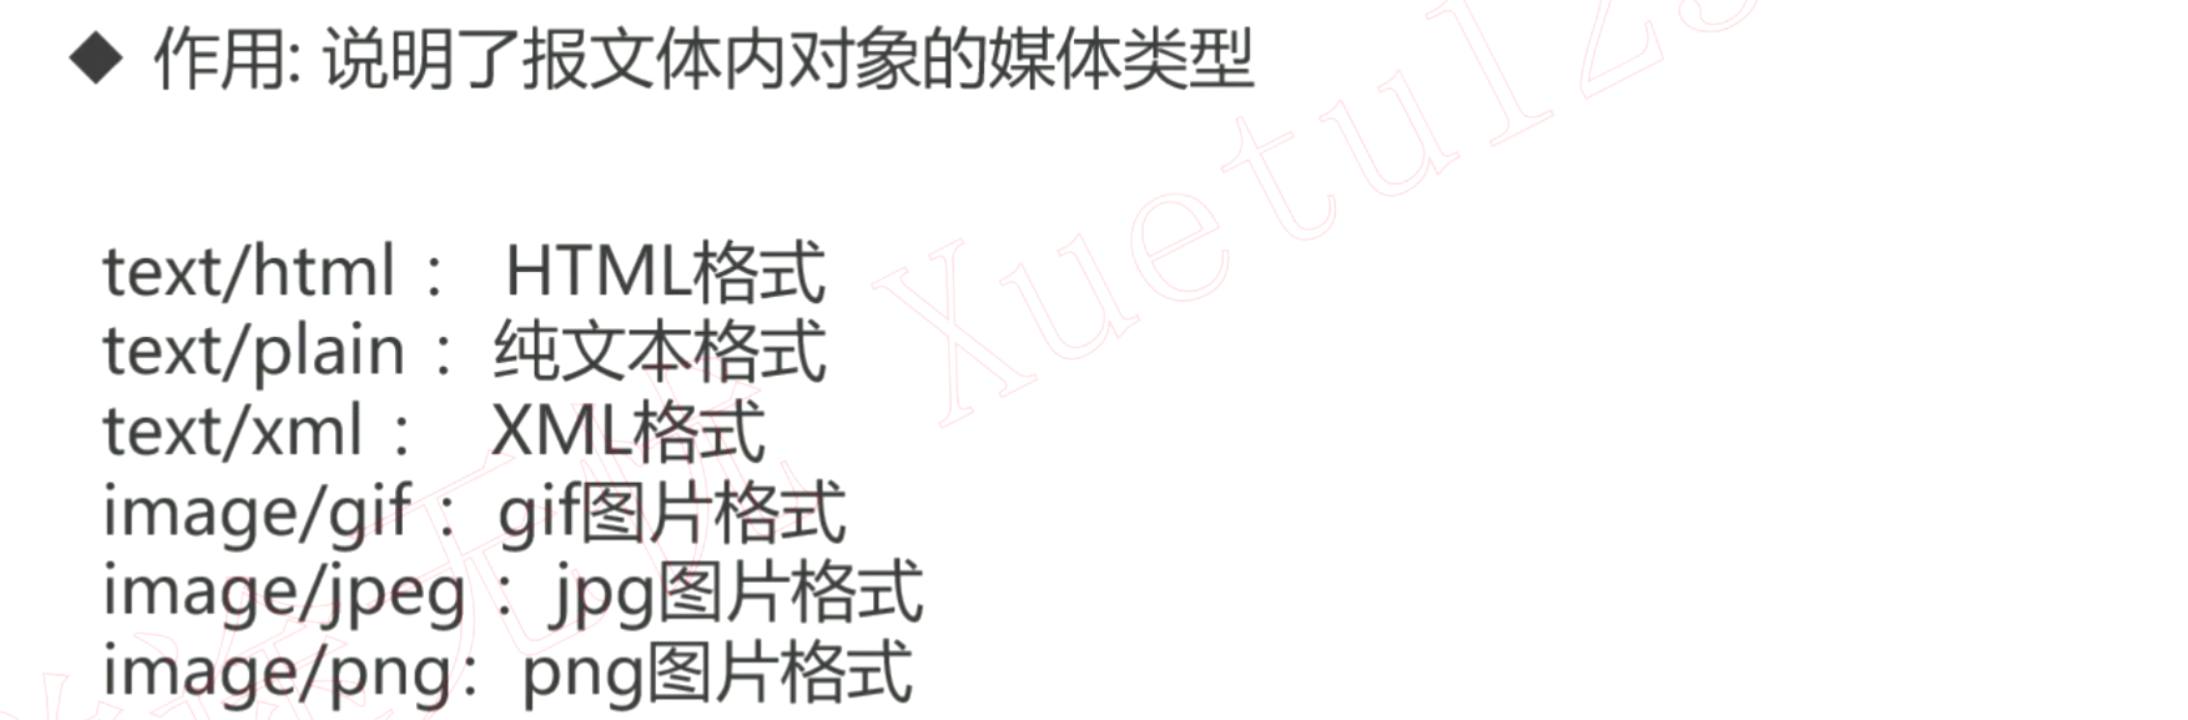 ◆ 作用: 说明了报文体内对象的媒体类型
text/html： HTML格式
text/plain：纯文本格式
text/xml： XML格式
image/gif：gif图片格式
image/jpeg：jpg图片格式
image/png：png图片格式
无忧 Xuetu123